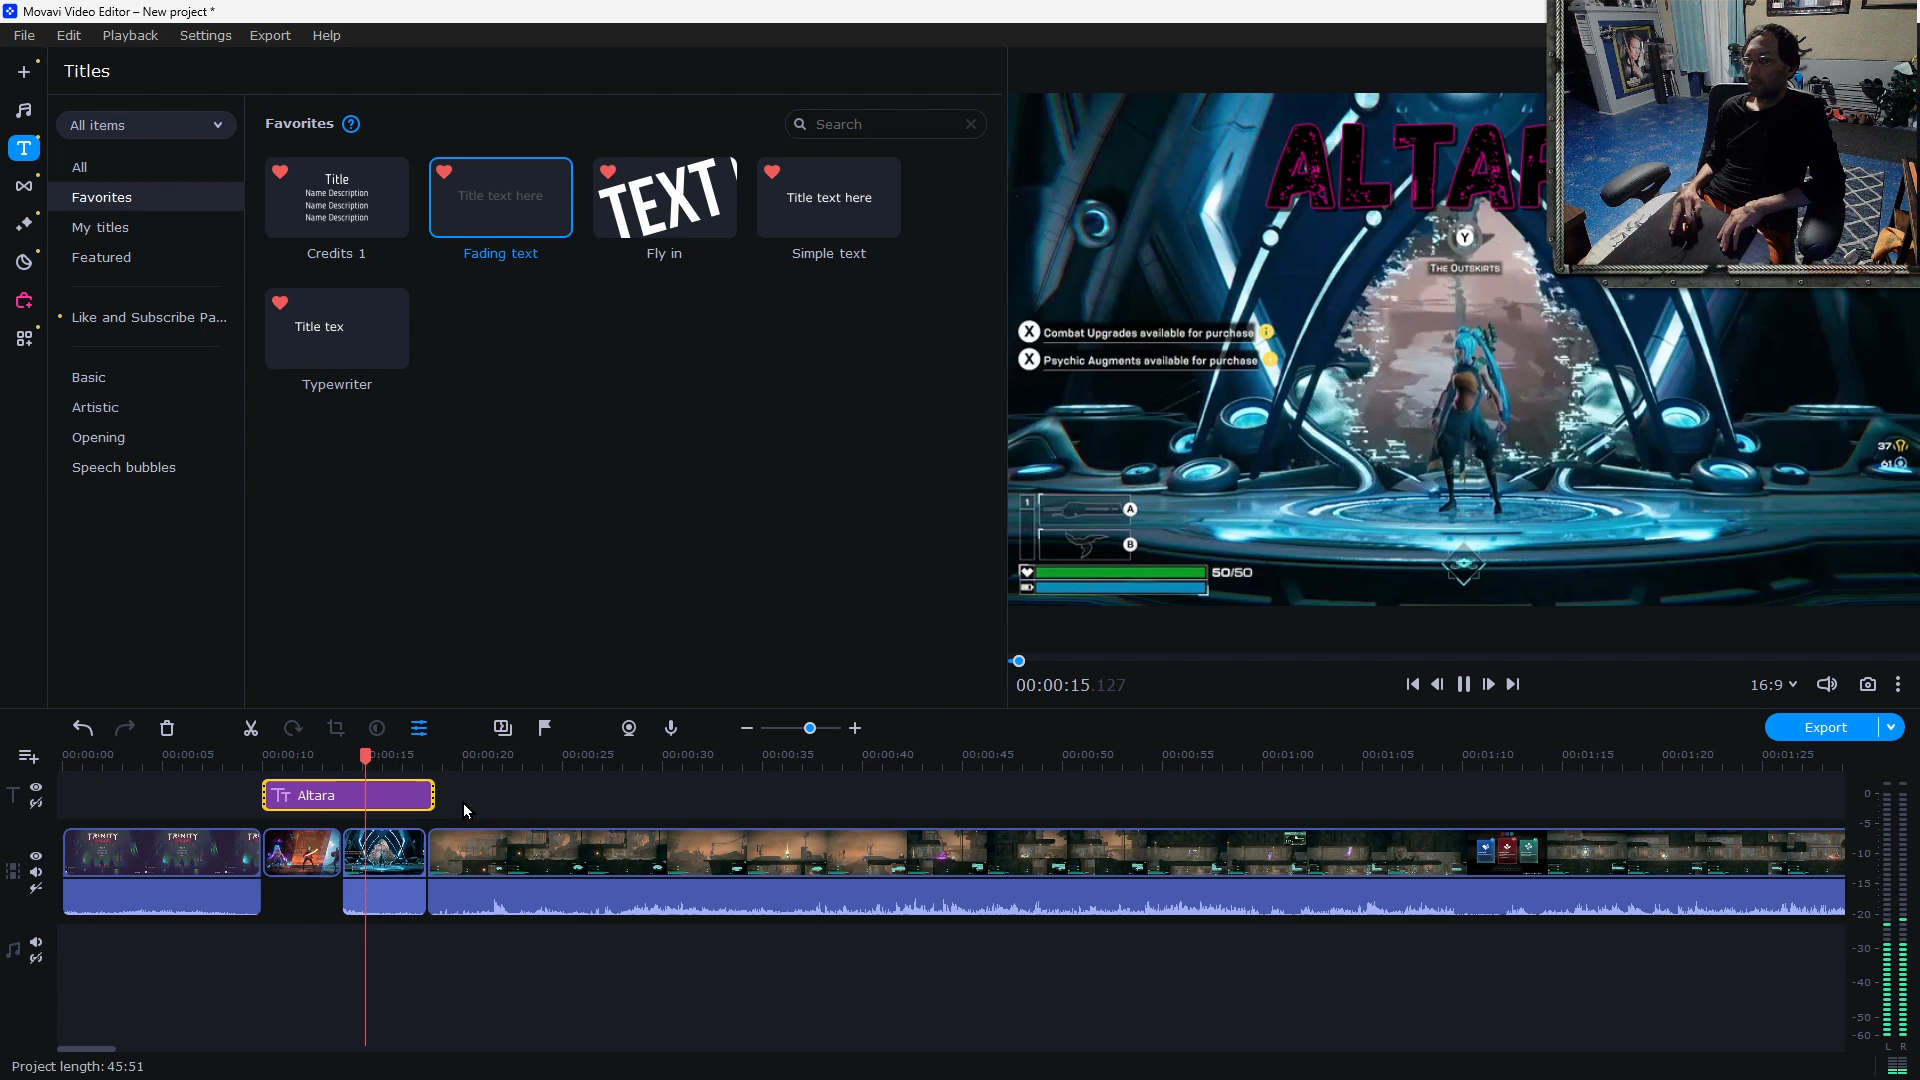 Movavi Video Editor – New project *
File Edit Playback Settings Export Help
Titles
All items
Favorites ?
Search
All
Favorites
My titles
Featured
Like and Subscribe Pa...
Basic
Artistic
Opening
Speech bubbles
Title
Name Description
Name Description
Name Description
Credits 1
Title text here
Fading text
TEXT
Fly in
Title text here
Simple text
Title tex
Typewriter
ALTAR
Y
THE OUTSKIRTS
X Combat Upgrades available for purchase
X Psychic Augments available for purchase
37
61
1
A
B
50/50
00:00:15.127
16:9
Export
00:00:00 00:00:05 00:00:10 00:00:15 00:00:20 00:00:25 00:00:30 00:00:35 00:00:40 00:00:45 00:00:50 00:00:55 00:01:00 00:01:05 00:01:10 00:01:15 00:01:20 00:01:25
Altara
TRINITY TRINITY TRI
0
-5
-10
-15
-20
-30
-40
-50
-60
L R
Project length: 45:51